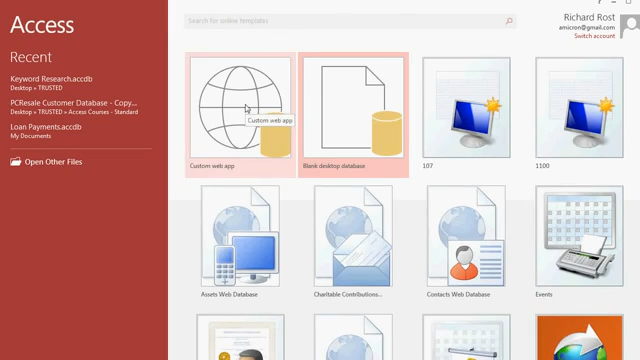 Access
Search for online templates
Richard Rost
amicron@gmail.com
Switch account
Recent
Keyword Research.accdb
Desktop » TRUSTED
PCResale Customer Database - Copy...
Desktop » TRUSTED » Access Courses - Standard
Loan Payments.accdb
My Documents
Open Other Files
Custom web app
Custom web app
Blank desktop database
107
1100
Assets Web Database
Charitable Contributions...
Contacts Web Database
Events